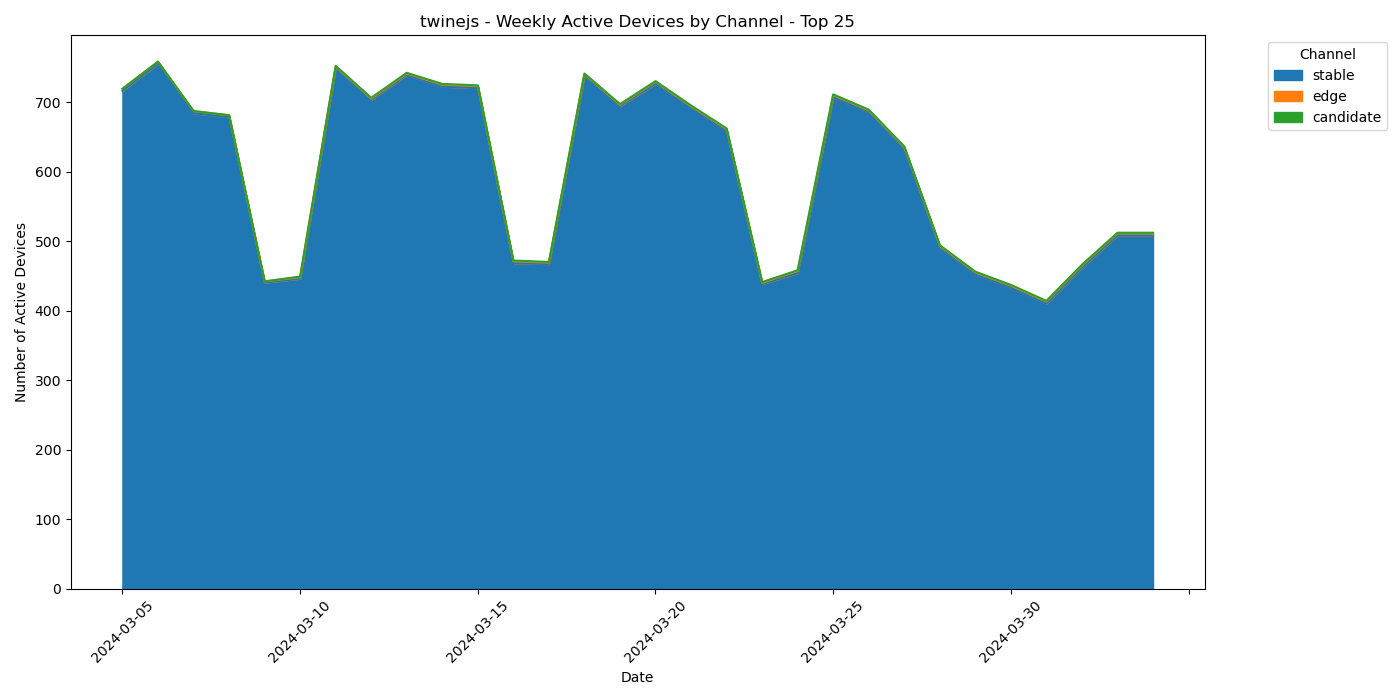 twinejs - Weekly Active Devices by Channel - Top 25
Channel
stable
edge
candidate
Number of Active Devices
700
600
500
400
300
200
100
0
2024-03-05
2024-03-10
2024-03-15
2024-03-20
2024-03-25
2024-03-30
Date